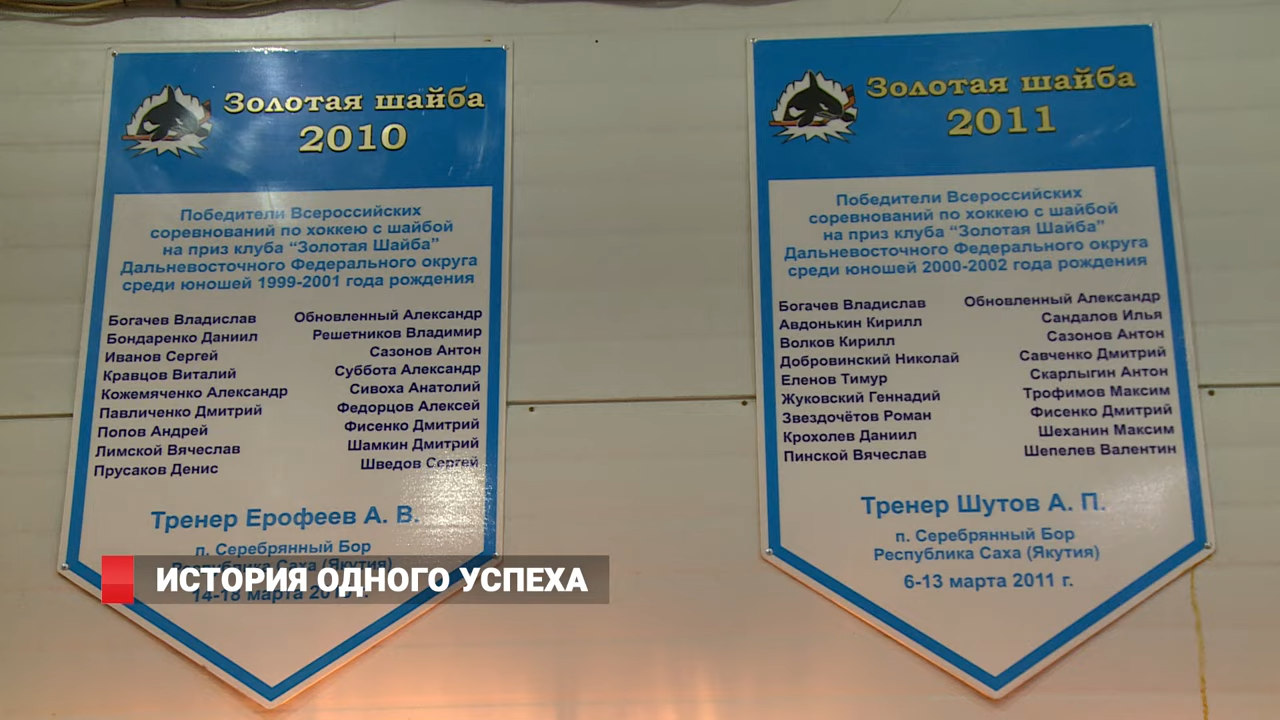 Золотая шайба
2010
Победители Всероссийских
соревнований по хоккею с шайбой
на приз клуба “Золотая Шайба”
Дальневосточного Федерального округа
среди юношей 1999-2001 года рождения
Богачев Владислав
Бондаренко Даниил
Иванов Сергей
Кравцов Виталий
Кожемяченко Александр
Павличенко Дмитрий
Попов Андрей
Лимской Вячеслав
Прусаков Денис
Обновленный Александр
Решетников Владимир
Сазонов Антон
Суббота Александр
Сивоха Анатолий
Федорцов Алексей
Фисенко Дмитрий
Шамкин Дмитрий
Шведов Сергей
Тренер Ерофеев А. В.
п. Серебрянный Бор
Республика Саха (Якутия)
14-18 марта
Золотая шайба
2011
Победители Всероссийских
соревнований по хоккею с шайбой
на приз клуба “Золотая Шайба”
Дальневосточного Федерального округа
среди юношей 2000-2002 года рождения
Богачев Владислав
Авдонькин Кирилл
Волков Кирилл
Добровинский Николай
Еленов Тимур
Жуковский Геннадий
Звездочётов Роман
Крохолев Даниил
Пинской Вячеслав
Обновленный Александр
Сандалов Илья
Сазонов Антон
Савченко Дмитрий
Скарлыгин Антон
Трофимов Максим
Фисенко Дмитрий
Шеханин Максим
Шепелев Валентин
Тренер Шутов А. П.
п. Серебрянный Бор
Республика Саха (Якутия)
6-13 марта 2011 г.
ИСТОРИЯ ОДНОГО УСПЕХА